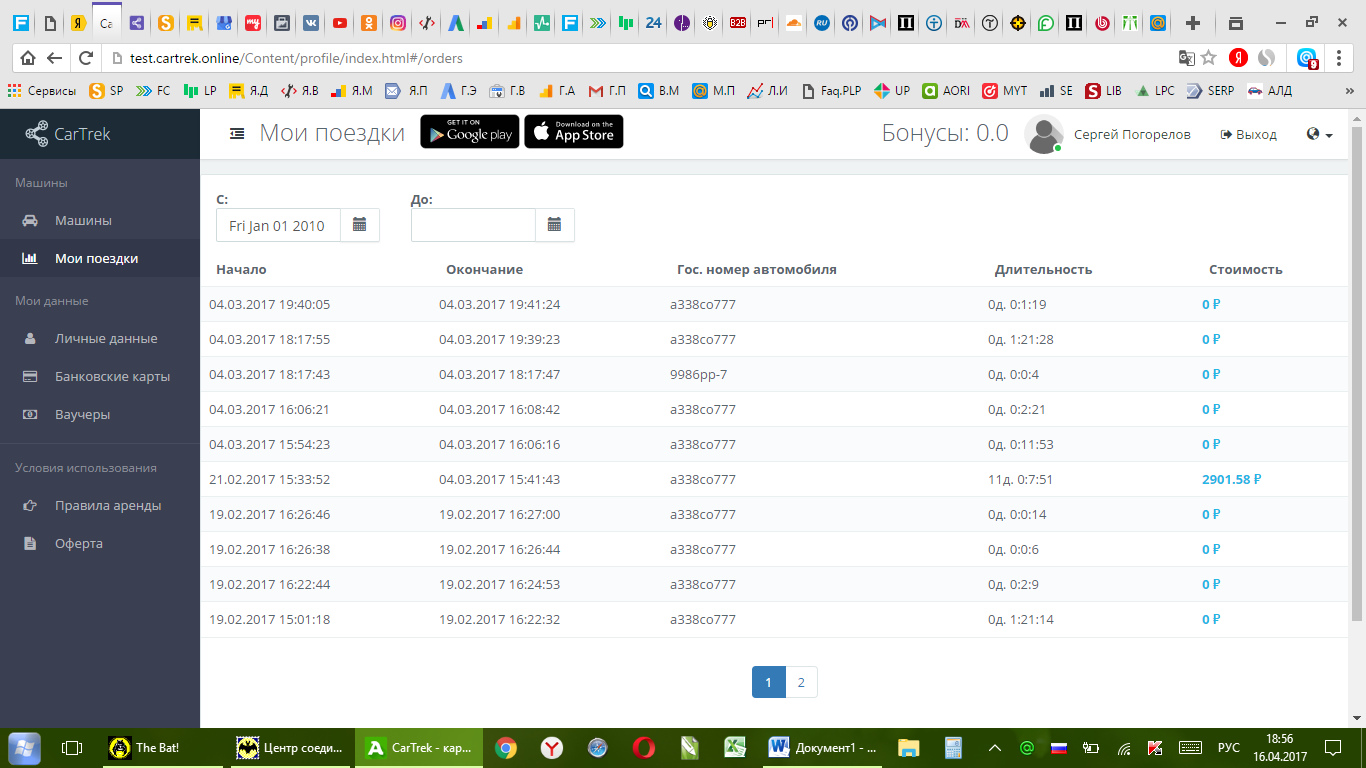 Ca
24
B2B
RU
test.cartrek.online/Content/profile/index.html#/orders
Сервисы SP FC LP Я.Д Я.В Я.М Я.П Г.Э Г.В Г.А Г.П В.М М.П Л.И Faq.PLP UP AORI MYT SE LIB LPC SERP АЛД »
CarTrek Мои поездки GET IT ON Google play Download on the App Store Бонусы: 0.0 Сергей Погорелов Выход
Машины
Машины
Мои поездки
Мои данные
Личные данные
Банковские карты
Ваучеры
Условия использования
Правила аренды
Оферта
С: До:
Fri Jan 01 2010
Начало Окончание Гос. номер автомобиля Длительность Стоимость
04.03.2017 19:40:05 04.03.2017 19:41:24 а338со777 0д. 0:1:19 0 ₽
04.03.2017 18:17:55 04.03.2017 19:39:23 а338со777 0д. 1:21:28 0 ₽
04.03.2017 18:17:43 04.03.2017 18:17:47 9986рр-7 0д. 0:0:4 0 ₽
04.03.2017 16:06:21 04.03.2017 16:08:42 а338со777 0д. 0:2:21 0 ₽
04.03.2017 15:54:23 04.03.2017 16:06:16 а338со777 0д. 0:11:53 0 ₽
21.02.2017 15:33:52 04.03.2017 15:41:43 а338со777 11д. 0:7:51 2901.58 ₽
19.02.2017 16:26:46 19.02.2017 16:27:00 а338со777 0д. 0:0:14 0 ₽
19.02.2017 16:26:38 19.02.2017 16:26:44 а338со777 0д. 0:0:6 0 ₽
19.02.2017 16:22:44 19.02.2017 16:24:53 а338со777 0д. 0:2:9 0 ₽
19.02.2017 15:01:18 19.02.2017 16:22:32 а338со777 0д. 1:21:14 0 ₽
1 2
The Bat! Центр соеди... CarTrek - кар... Документ1 - ... РУС 18:56
16.04.2017